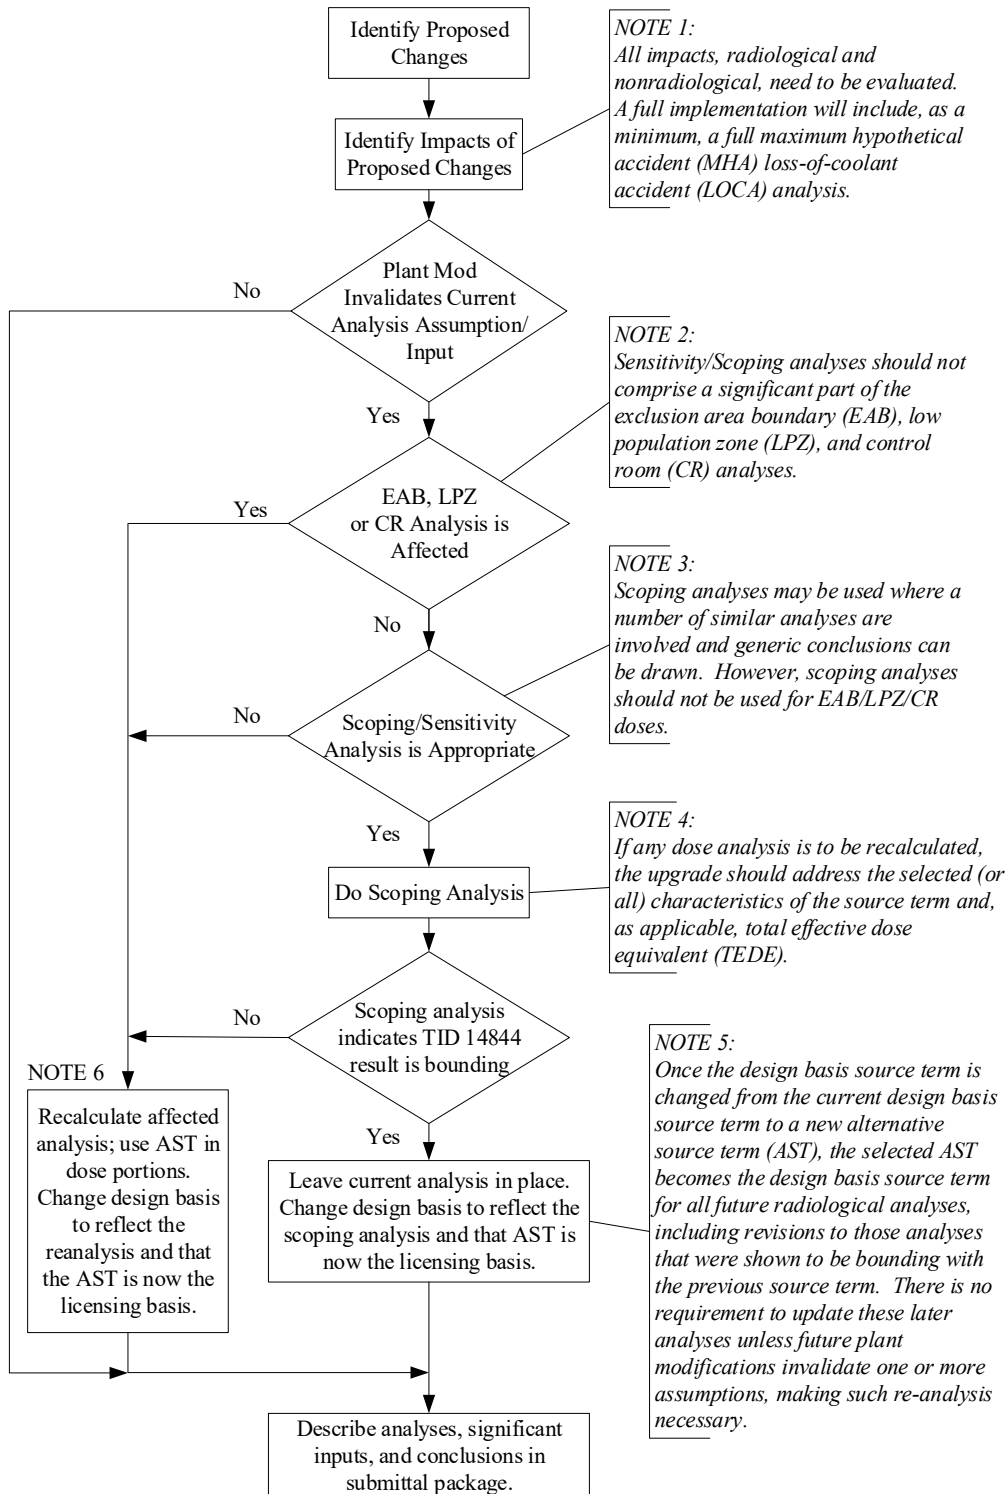 Identify Proposed
Changes
NOTE 1:
All impacts, radiological and
nonradiological, need to be evaluated.
A full implementation will include, as a
minimum, a full maximum hypothetical
accident (MHA) loss-of-coolant
accident (LOCA) analysis.
Identify Impacts of
Proposed Changes
Plant Mod
Invalidates Current
Analysis Assumption/
Input
No
Yes
NOTE 2:
Sensitivity/Scoping analyses should not
comprise a significant part of the
exclusion area boundary (EAB), low
population zone (LPZ), and control
room (CR) analyses.
EAB, LPZ
or CR Analysis is
Affected
Yes
No
NOTE 3:
Scoping analyses may be used where a
number of similar analyses are
involved and generic conclusions can
be drawn.  However, scoping analyses
should not be used for EAB/LPZ/CR
doses.
Scoping/Sensitivity
Analysis is Appropriate
No
Yes
NOTE 4:
If any dose analysis is to be recalculated,
the upgrade should address the selected (or
all) characteristics of the source term and,
as applicable, total effective dose
equivalent (TEDE).
Do Scoping Analysis
Scoping analysis
indicates TID 14844
result is bounding
No
Yes
NOTE 5:
Once the design basis source term is
changed from the current design basis
source term to a new alternative
source term (AST), the selected AST
becomes the design basis source term
for all future radiological analyses,
including revisions to those analyses
that were shown to be bounding with
the previous source term.  There is no
requirement to update these later
analyses unless future plant
modifications invalidate one or more
assumptions, making such re-analysis
necessary.
NOTE 6
Recalculate affected
analysis; use AST in
dose portions.
Change design basis
to reflect the
reanalysis and that
the AST is now the
licensing basis.
Leave current analysis in place.
Change design basis to reflect the
scoping analysis and that AST is
now the licensing basis.
Describe analyses, significant
inputs, and conclusions in
submittal package.